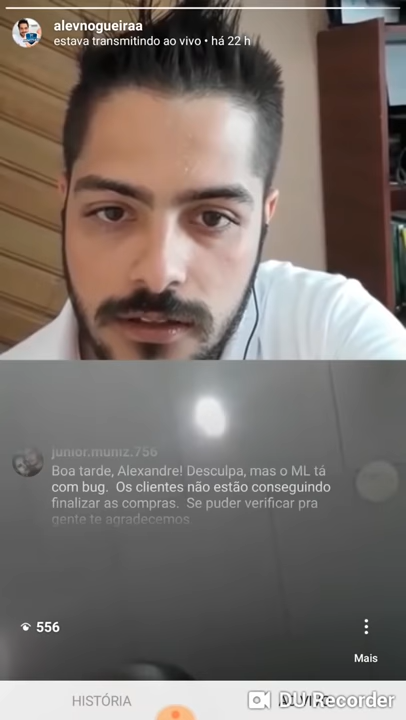 alevnogueiraa
estava transmitindo ao vivo • há 22 h
junior.muniz.756
Boa tarde, Alexandre! Desculpa, mas o ML tá
com bug. Os clientes não estão conseguindo
finalizar as compras. Se puder verificar pra
gente te agradecemos
556
Mais
HISTÓRIA
DU Recorder